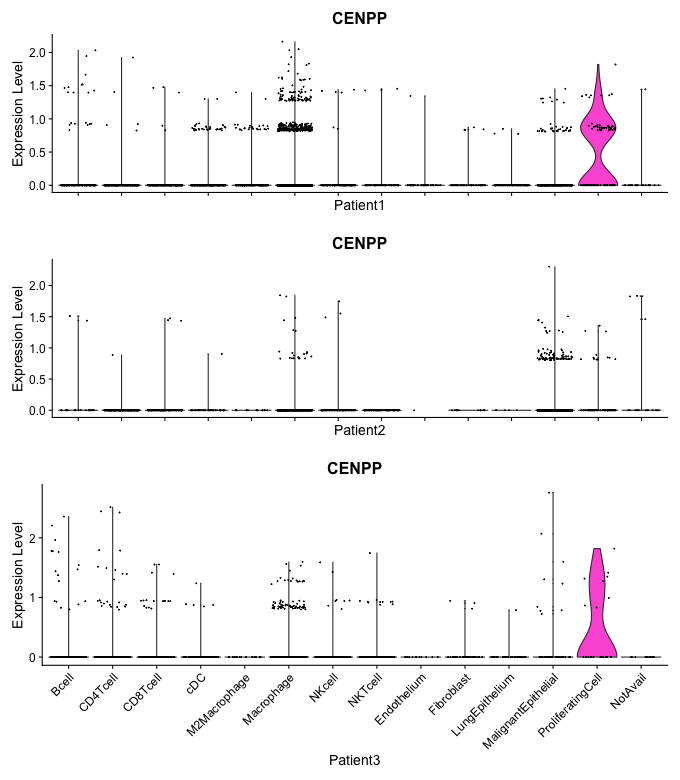 CENPP
Expression Level
2.0
1.5
1.0
0.5
0.0
Patient1
CENPP
Expression Level
2.0
1.5
1.0
0.5
0.0
Patient2
CENPP
Expression Level
2
1
0
Bcell
CD4Tcell
CD8Tcell
cDC
M2Macrophage
Macrophage
NKcell
NKTcell
Endothelium
Fibroblast
LungEpithelium
MalignantEpithelial
ProliferatingCell
NotAvail
Patient3